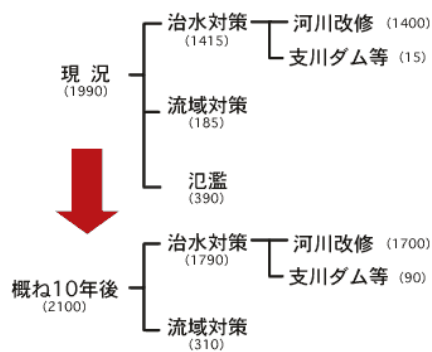 治水対策
(1415)
河川改修 (1400)
支川ダム等 (15)
現 況
(1990)
流域対策
(185)
氾濫
(390)
治水対策
(1790)
河川改修 (1700)
支川ダム等 (90)
概ね10年後
(2100)
流域対策
(310)